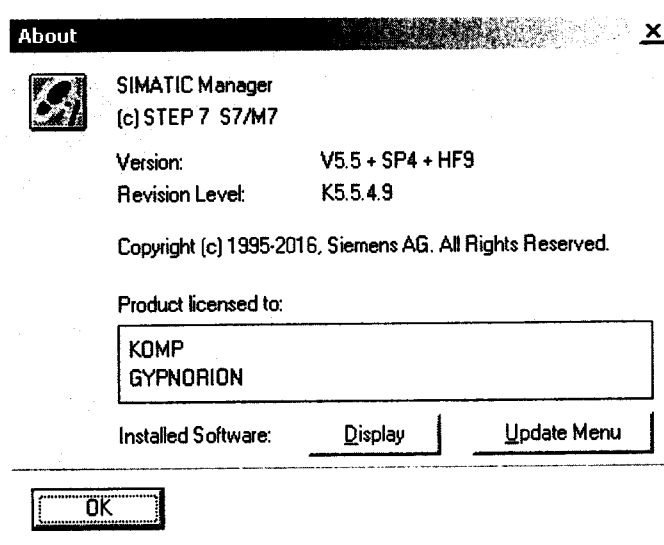 About
SIMATIC Manager
(c) STEP 7 S7/M7
Version: V5.5 + SP4 + HF9
Revision Level: K5.5.4.9
Copyright (c) 1995-2016, Siemens AG. All Rights Reserved.
Product licensed to:
KOMP
GYPNORION
Installed Software: Display Update Menu
OK